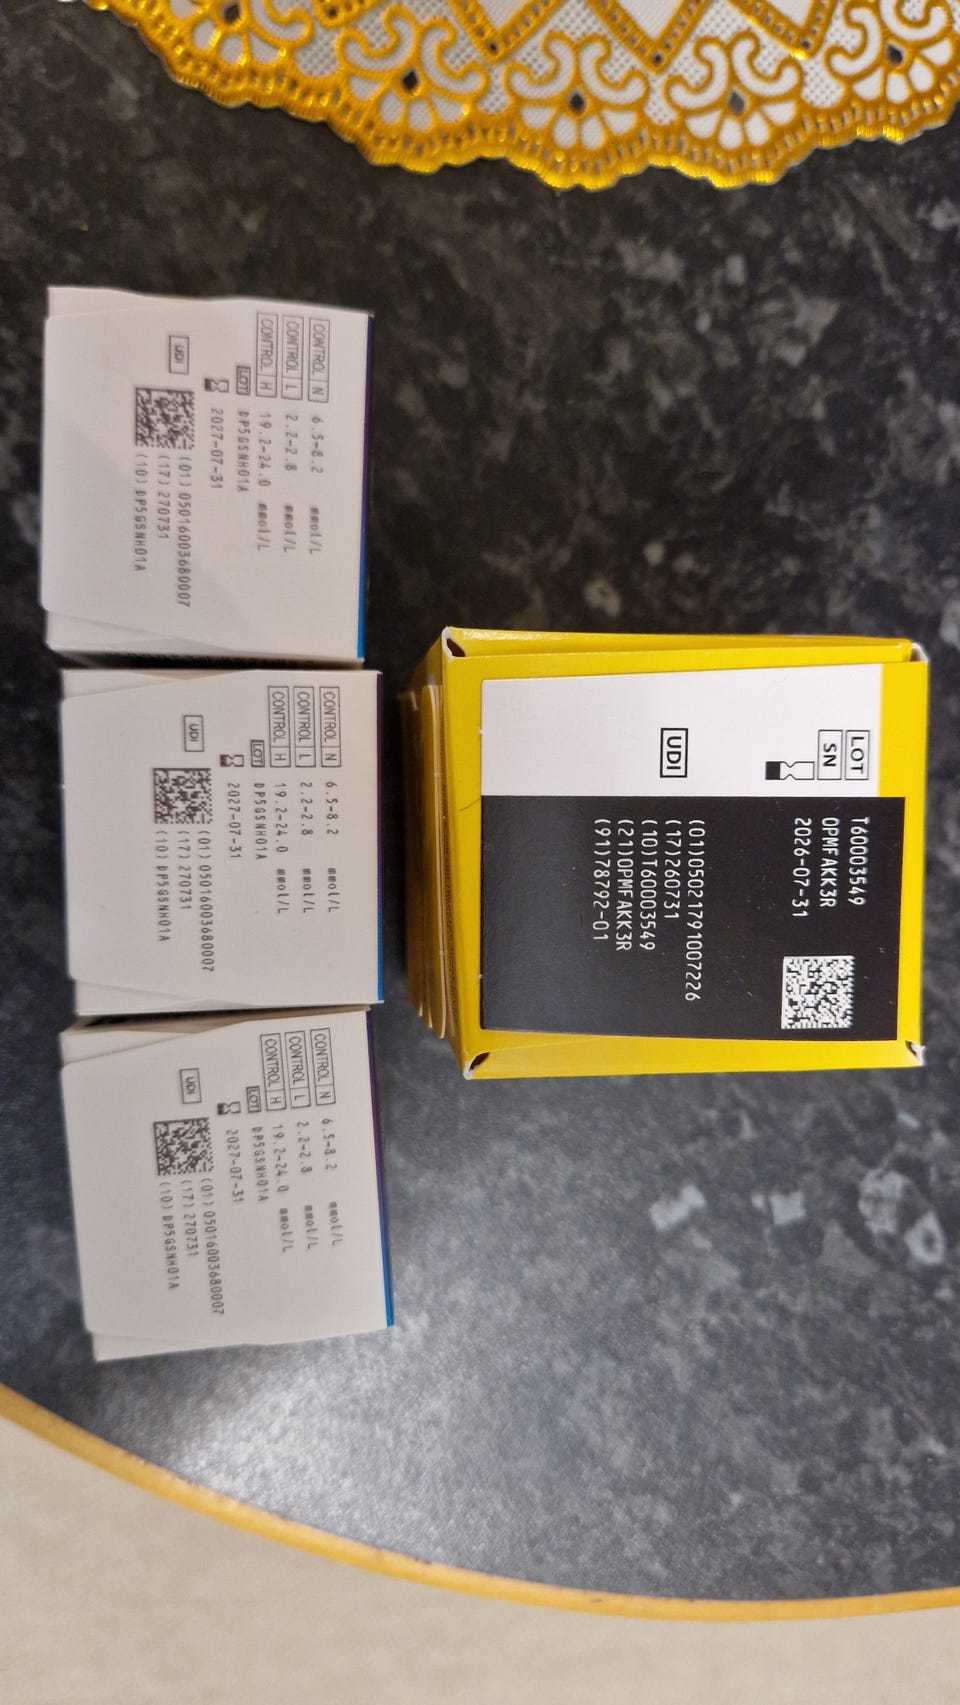 CONTROL N 6.5-8.2 mmol/L
CONTROL L 2.2-2.8 mmol/L
CONTROL H 19.2-24.0 mmol/L
LOT DP5GSNH01A
2027-07-31
UDI
(01) 05016003680007
(17) 270731
(10) DP5GSNH01A
CONTROL N 6.5-8.2 mmol/L
CONTROL L 2.2-2.8 mmol/L
CONTROL H 19.2-24.0 mmol/L
LOT DP5GSNH01A
2027-07-31
UDI
(01) 05016003680007
(17) 270731
(10) DP5GSNH01A
CONTROL N 6.5-8.2 mmol/L
CONTROL L 2.2-2.8 mmol/L
CONTROL H 19.2-24.0 mmol/L
LOT DP5GSNH01A
2027-07-31
UDI
(01) 05016003680007
(17) 270731
(10) DP5GSNH01A
LOT T60003549
SN 0PMFAKK3R
2026-07-31
UDI
(01)05021791007226
(17)260731
(10)T60003549
(21)0PMFAKK3R
(91)78792-01